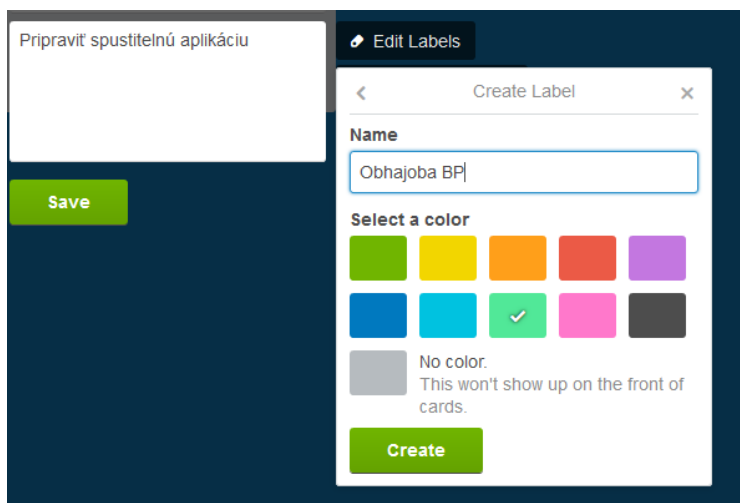 Pripraviť spustitelnú aplikáciu
Save
Edit Labels
Create Label
Name
Obhajoba BP
Select a color
No color.
This won't show up on the front of
cards.
Create